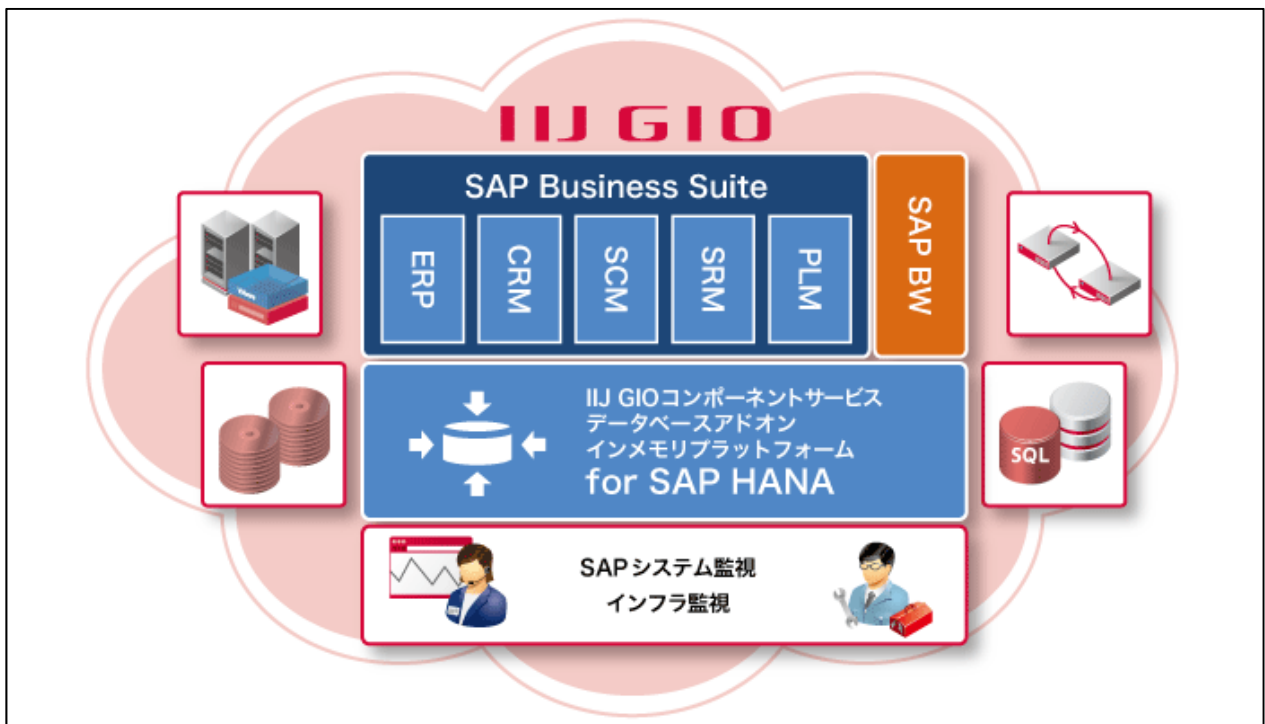 IIJ GIO
SAP Business Suite
ERP
CRM
SCM
SRM
PLM
SAP BW
IIJ GIOコンポーネントサービス
データベースアドオン
インメモリプラットフォーム
for SAP HANA
SQL
SAPシステム監視
インフラ監視